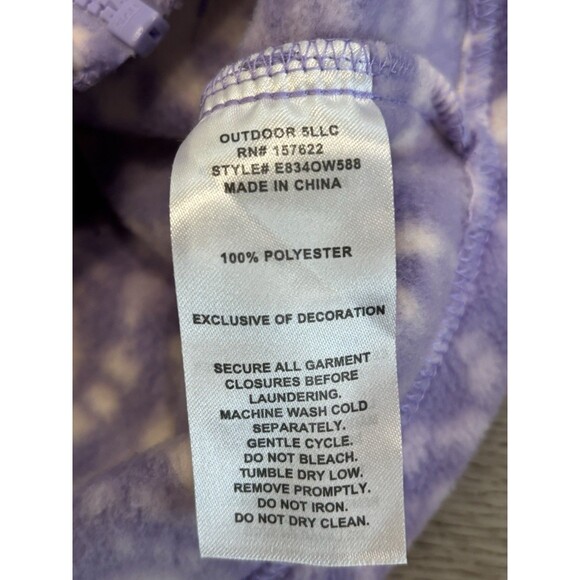 OUTDOOR 5LLC
RN# 157622
STYLE# E834OW588
MADE IN CHINA
100% POLYESTER
EXCLUSIVE OF DECORATION
SECURE ALL GARMENT
CLOSURES BEFORE
LAUNDERING.
MACHINE WASH COLD
SEPARATELY.
GENTLE CYCLE.
DO NOT BLEACH.
TUMBLE DRY LOW.
REMOVE PROMPTLY.
DO NOT IRON.
DO NOT DRY CLEAN.